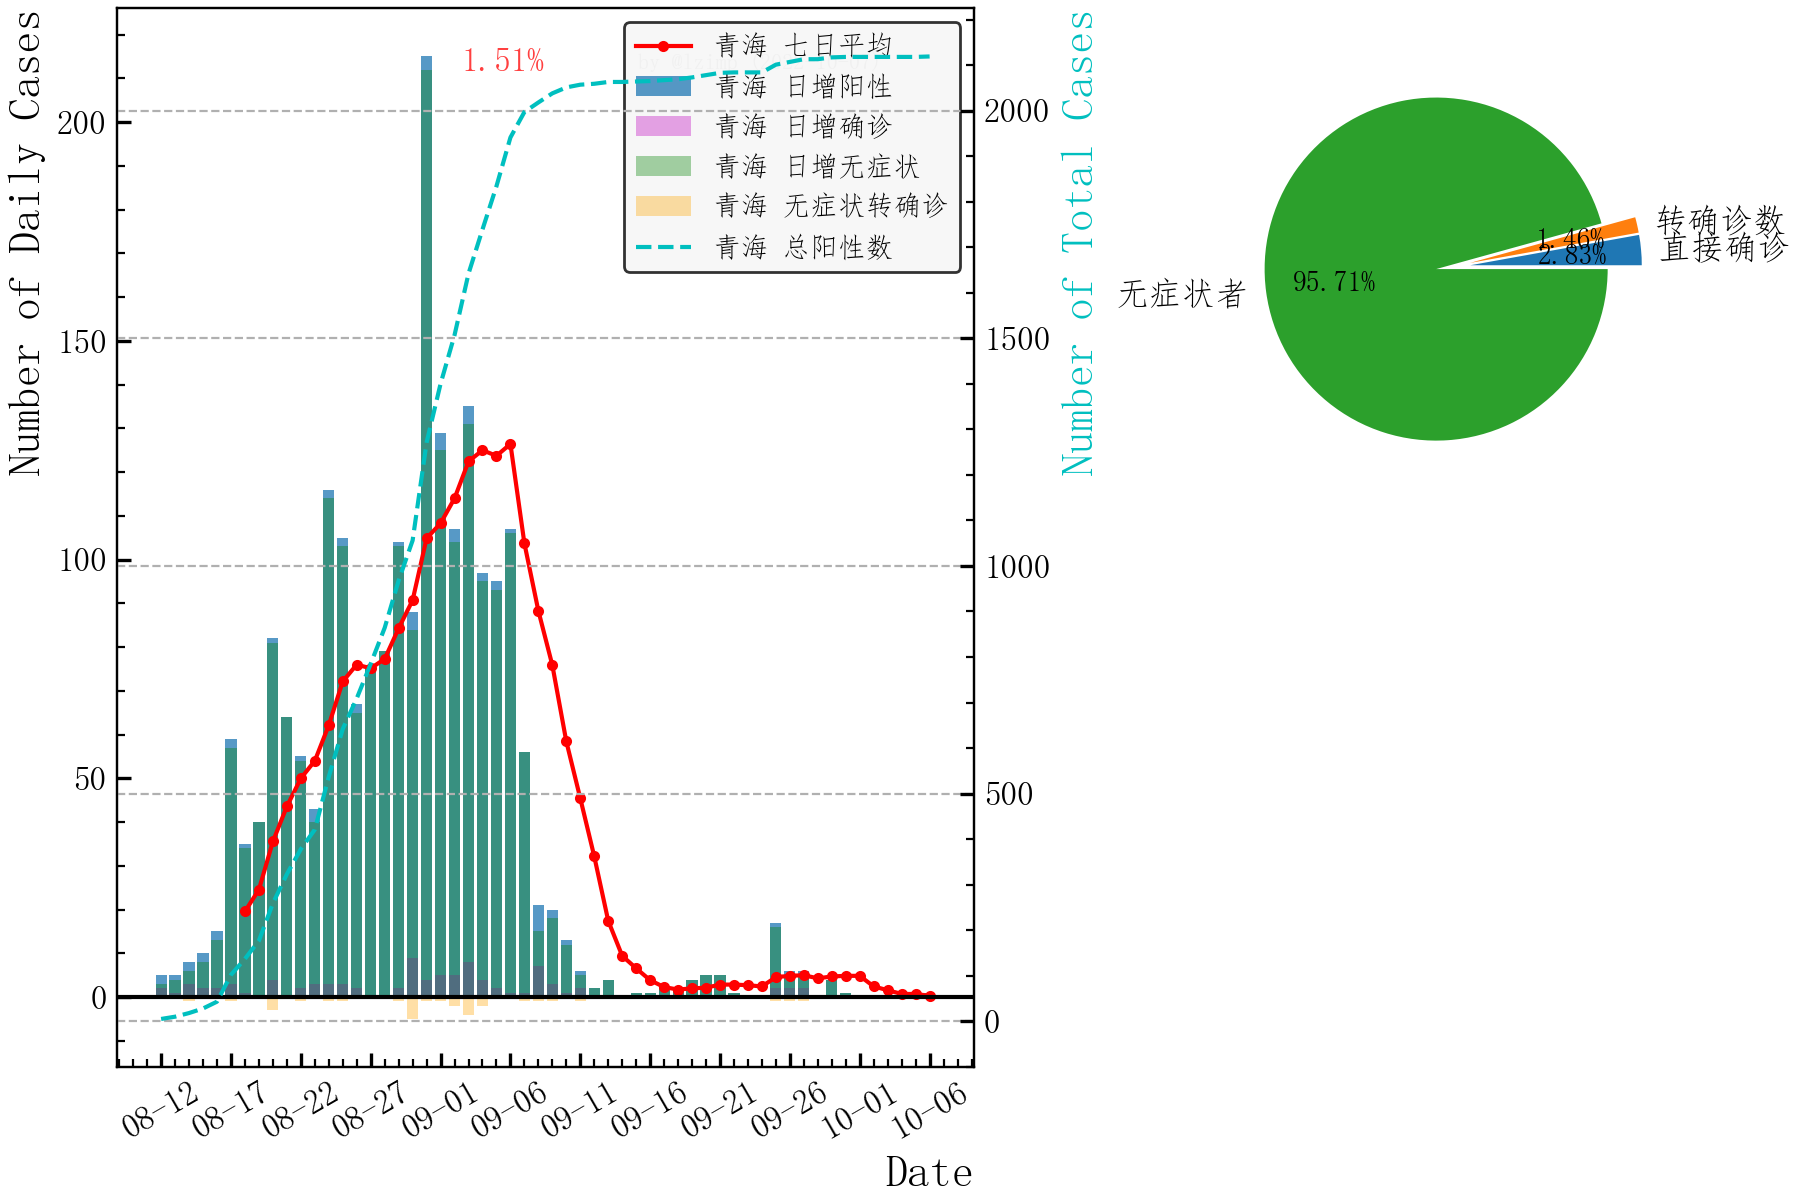 Number of Daily Cases
200
150
100
50
0
1.51%
青海 七日平均
青海 日增阳性
青海 日增确诊
青海 日增无症状
青海 无症状转确诊
青海 总阳性数
2000
1500
1000
500
0
Number of Total Cases
08-12
08-17
08-22
08-27
09-01
09-06
09-11
09-16
09-21
09-26
10-01
10-06
Date
转确诊数
直接确诊
无症状者
1.46%
2.83%
95.71%